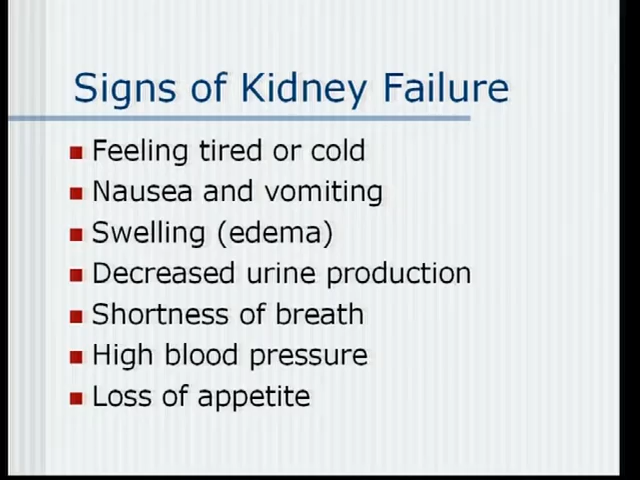 Signs of Kidney Failure
Feeling tired or cold
Nausea and vomiting
Swelling (edema)
Decreased urine production
Shortness of breath
High blood pressure
Loss of appetite